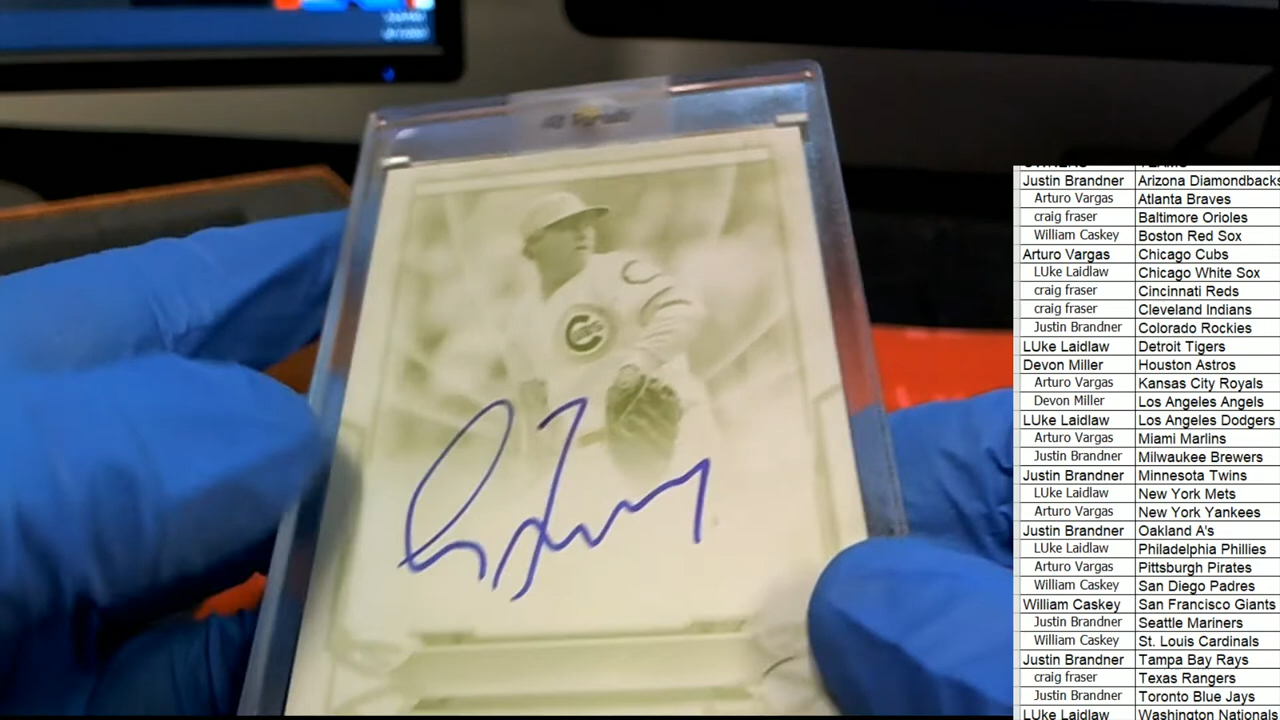 Justin Brandner Arizona Diamondbacks
Arturo Vargas Atlanta Braves
craig fraser Baltimore Orioles
William Caskey Boston Red Sox
Arturo Vargas Chicago Cubs
LUke Laidlaw Chicago White Sox
craig fraser Cincinnati Reds
craig fraser Cleveland Indians
Justin Brandner Colorado Rockies
LUke Laidlaw Detroit Tigers
Devon Miller Houston Astros
Arturo Vargas Kansas City Royals
Devon Miller Los Angeles Angels
LUke Laidlaw Los Angeles Dodgers
Arturo Vargas Miami Marlins
Justin Brandner Milwaukee Brewers
Justin Brandner Minnesota Twins
LUke Laidlaw New York Mets
Arturo Vargas New York Yankees
Justin Brandner Oakland A's
LUke Laidlaw Philadelphia Phillies
Arturo Vargas Pittsburgh Pirates
William Caskey San Diego Padres
William Caskey San Francisco Giants
Justin Brandner Seattle Mariners
William Caskey St. Louis Cardinals
Justin Brandner Tampa Bay Rays
craig fraser Texas Rangers
Justin Brandner Toronto Blue Jays
LUke Laidlaw Washington Nationals